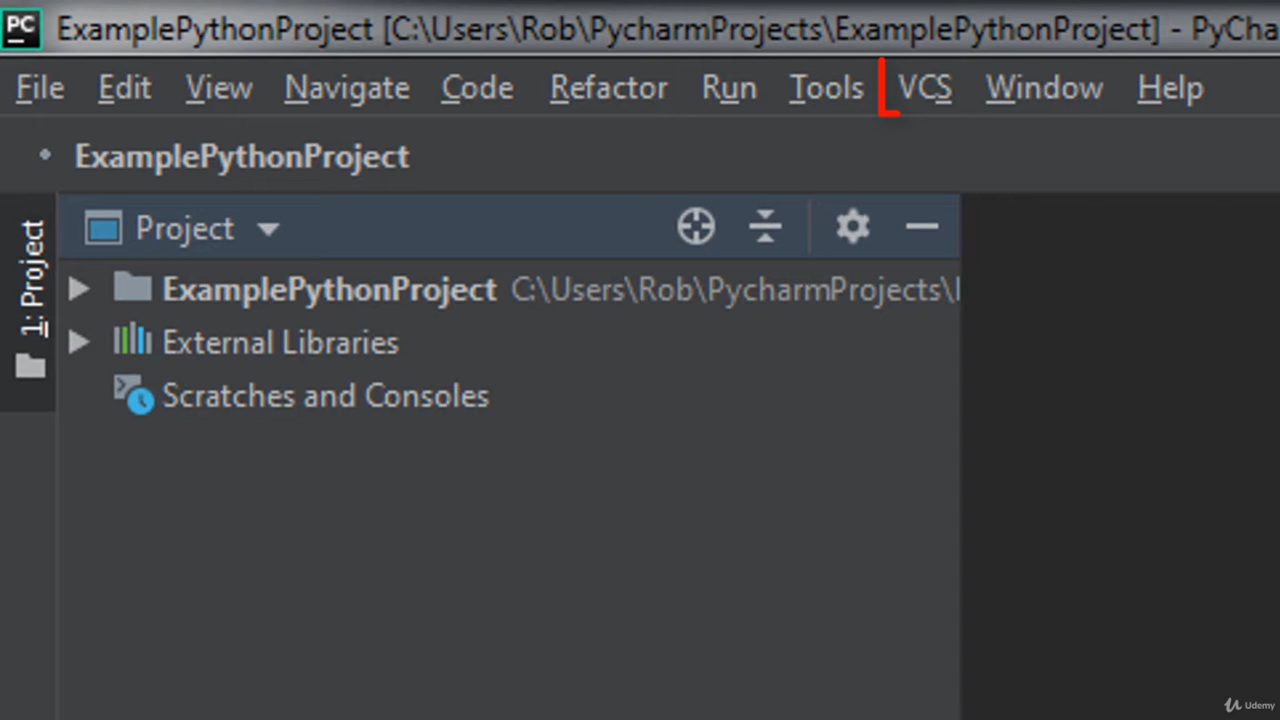 PC ExamplePythonProject [C:\Users\Rob\PycharmProjects\ExamplePythonProject] - PyCha
File Edit View Navigate Code Refactor Run Tools VCS Window Help
ExamplePythonProject
1: Project
Project
ExamplePythonProject C:\Users\Rob\PycharmProjects\
External Libraries
Scratches and Consoles
Udemy